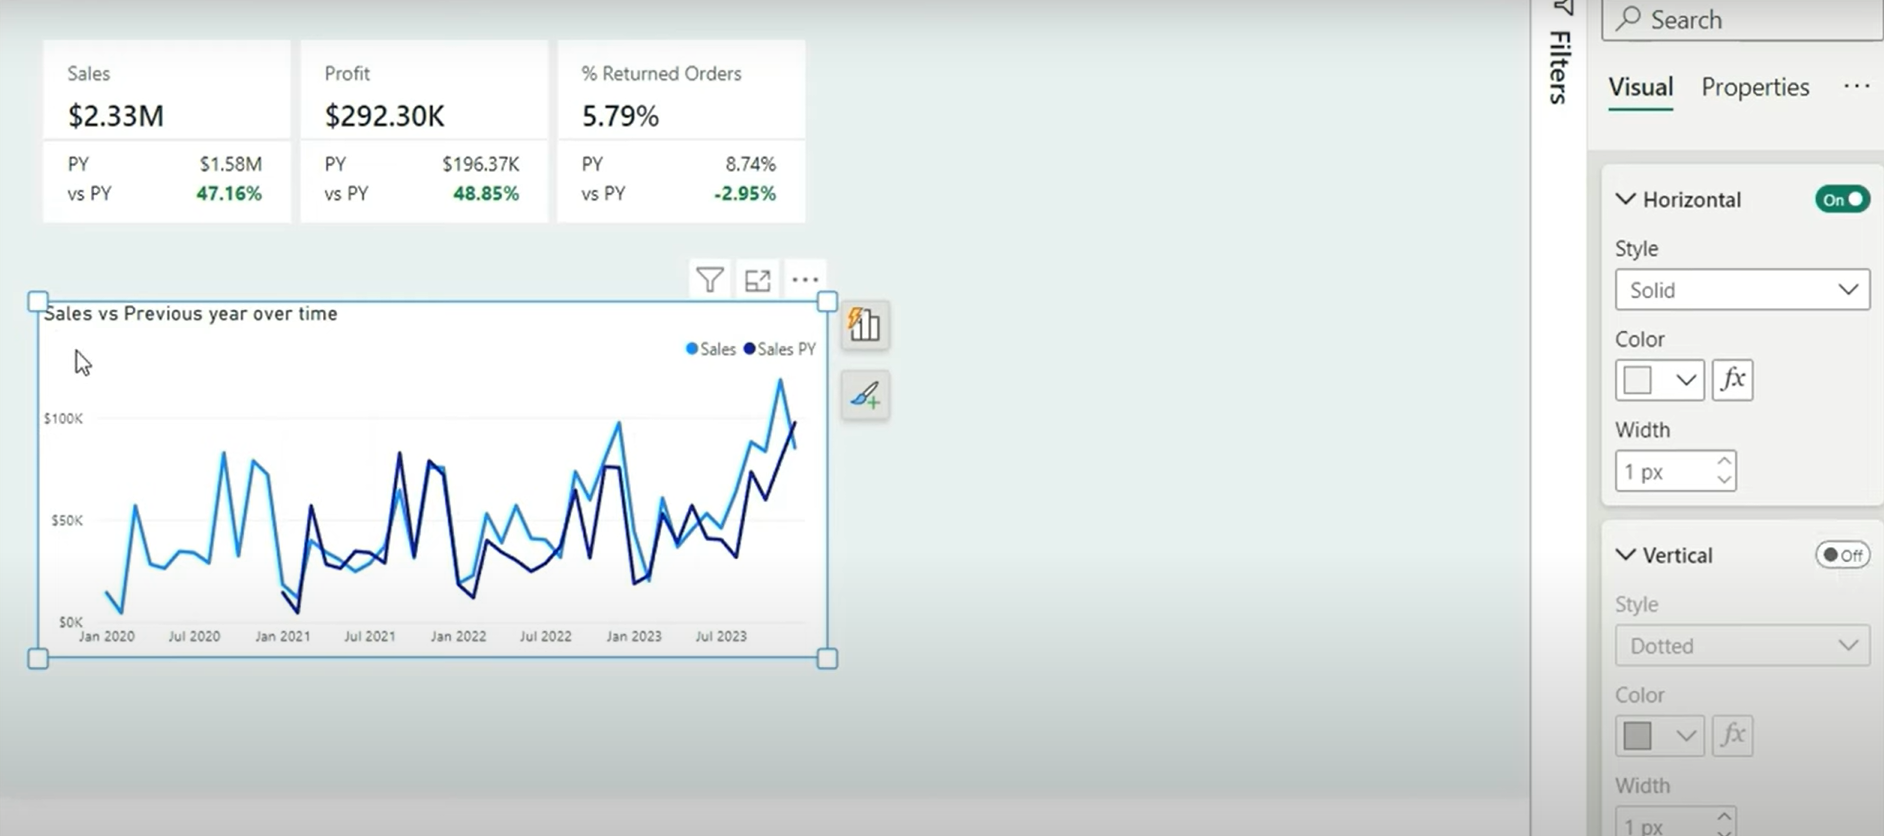 Sales
$2.33M
PY $1.58M
vs PY 47.16%
Profit
$292.30K
PY $196.37K
vs PY 48.85%
% Returned Orders
5.79%
PY 8.74%
vs PY -2.95%
Sales vs Previous year over time
Sales Sales PY
$100K
$50K
$0K
Jan 2020 Jul 2020 Jan 2021 Jul 2021 Jan 2022 Jul 2022 Jan 2023 Jul 2023
Filters
Search
Visual Properties
Horizontal On
Style
Solid
Color
fx
Width
1 px
Vertical Off
Style
Dotted
Color
fx
Width
1 px